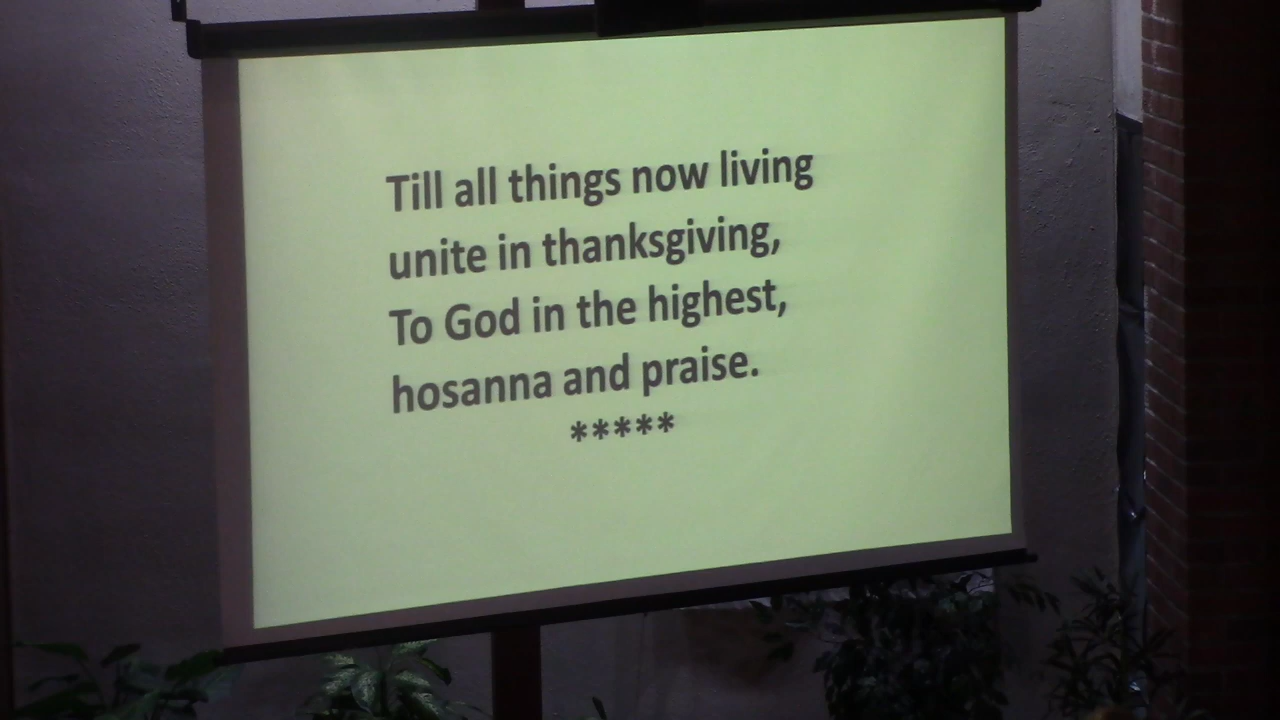 Till all things now living
unite in thanksgiving,
To God in the highest,
hosanna and praise.
*****